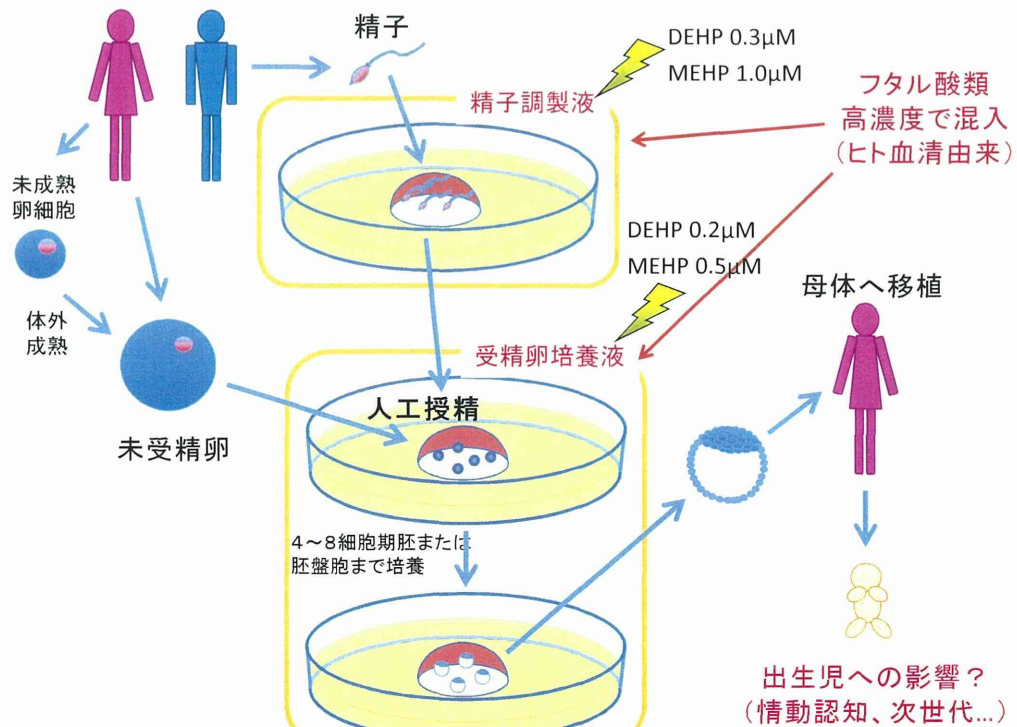 精子
DEHP 0.3μM
MEHP 1.0μM
精子調製液
フタル酸類
高濃度で混入
(ヒト血清由来)
未成熟
卵細胞
体外
成熟
未受精卵
DEHP 0.2μM
MEHP 0.5μM
受精卵培養液
母体へ移植
人工授精
4～8細胞期胚または
胚盤胞まで培養
出生児への影響？
(情動認知、次世代…)